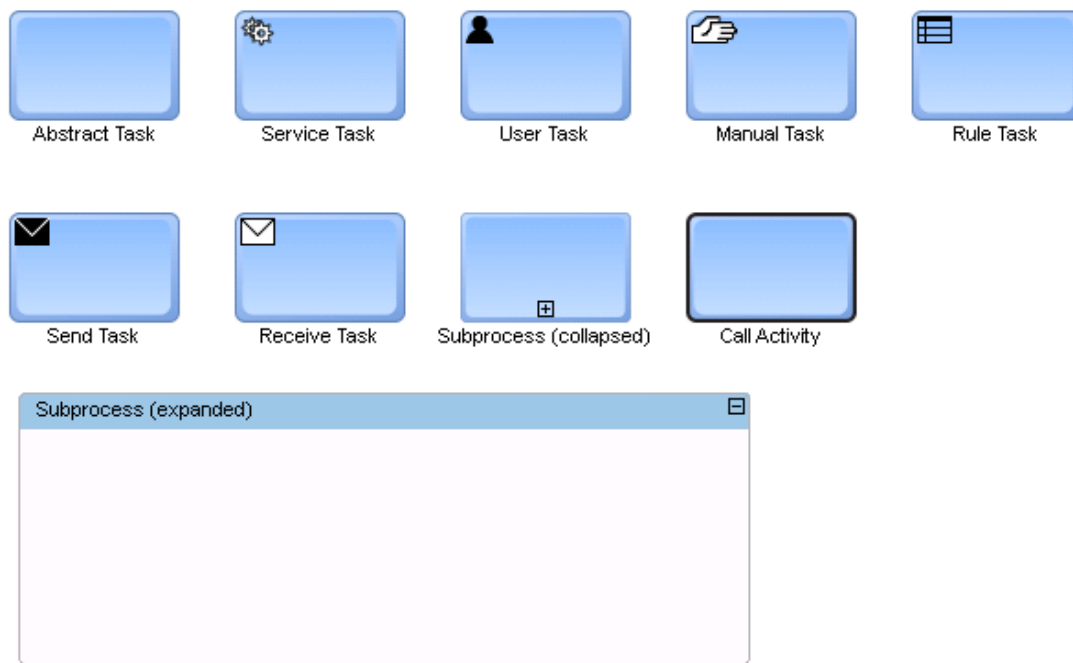 Abstract Task
Service Task
User Task
Manual Task
Rule Task
Send Task
Receive Task
Subprocess (collapsed)
Call Activity
Subprocess (expanded)